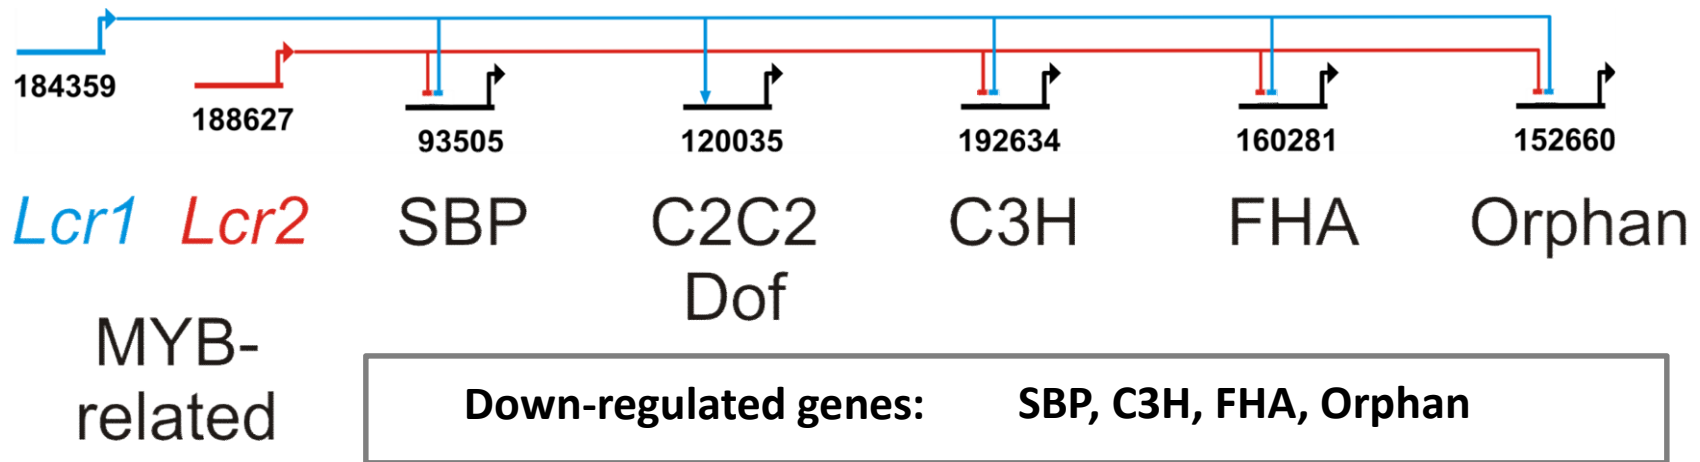 184359
188627
93505
120035
192634
160281
152660
Lcr1 Lcr2 SBP C2C2 C3H FHA Orphan
Dof
MYB-
related
Down-regulated genes: SBP, C3H, FHA, Orphan